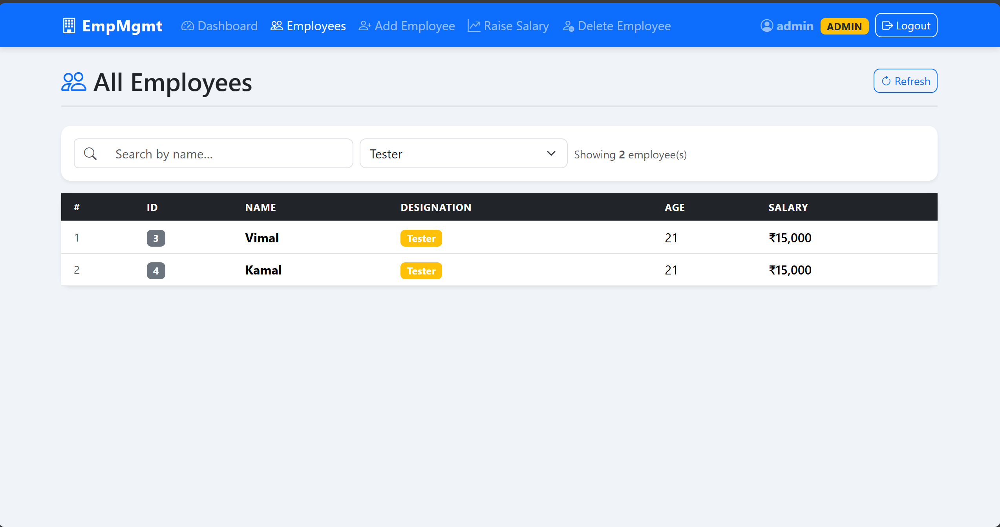 EmpMgmt Dashboard Employees Add Employee Raise Salary Delete Employee admin ADMIN Logout
All Employees Refresh
Search by name... Tester Showing 2 employee(s)
# ID NAME DESIGNATION AGE SALARY
1 3 Vimal Tester 21 ₹15,000
2 4 Kamal Tester 21 ₹15,000